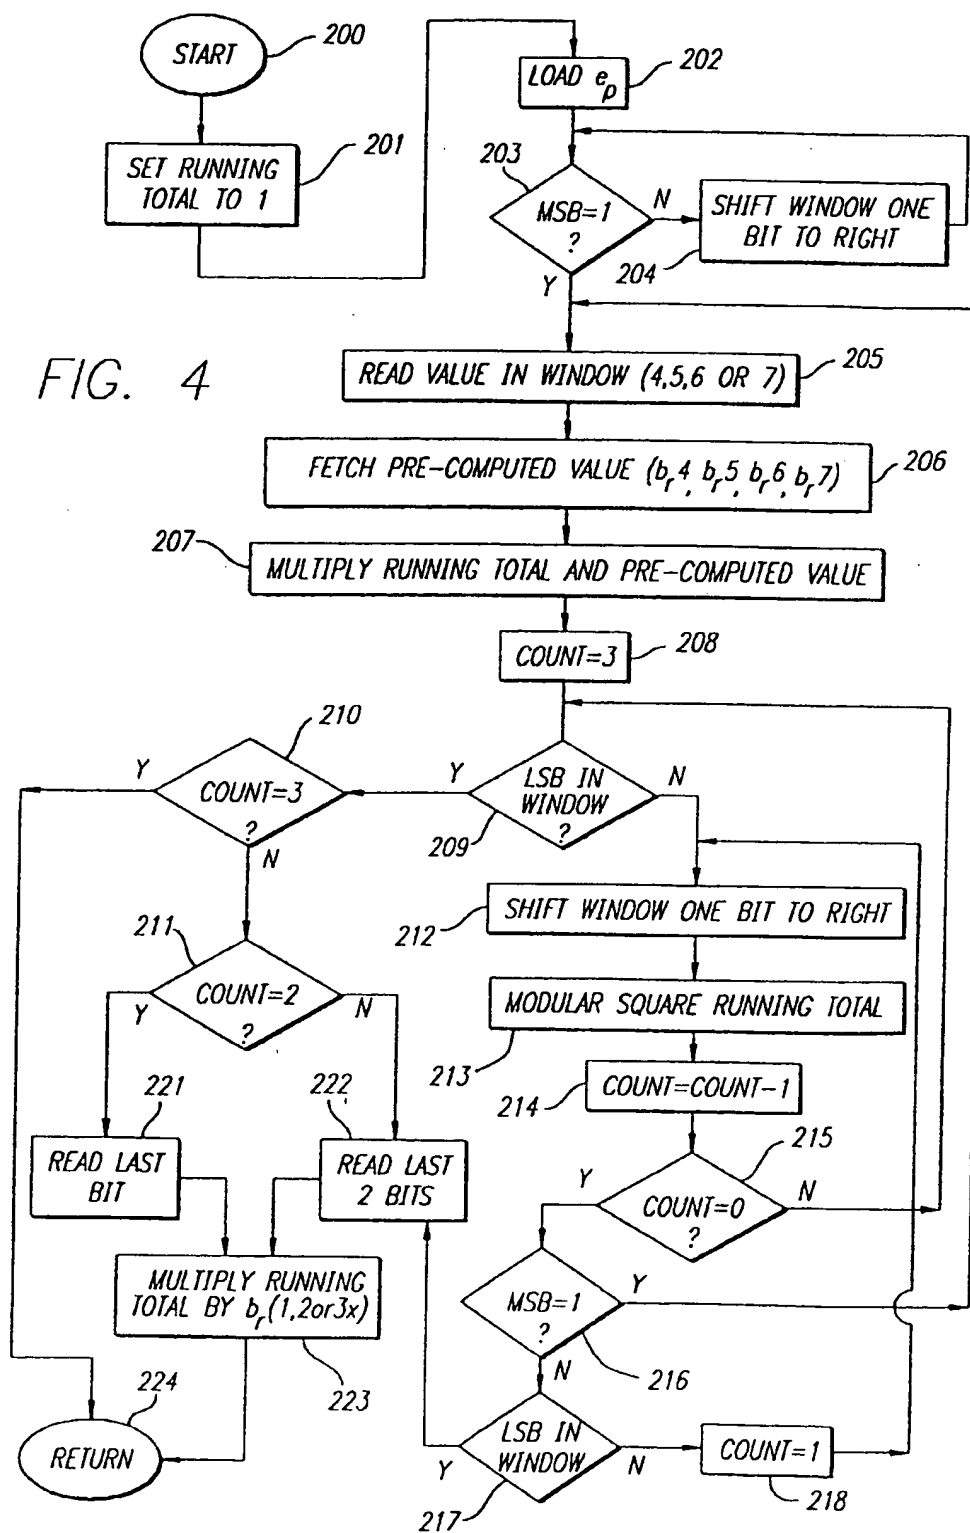 START
200
SET RUNNING
TOTAL TO 1
201
LOAD e_p
202
203
MSB=1
?
N
Y
SHIFT WINDOW ONE
BIT TO RIGHT
204
FIG. 4
READ VALUE IN WINDOW (4,5,6 OR 7)
205
FETCH PRE-COMPUTED VALUE (b_r4, b_r5, b_r6, b_r7)
206
207
MULTIPLY RUNNING TOTAL AND PRE-COMPUTED VALUE
COUNT=3
208
210
Y
COUNT=3
?
N
Y
LSB IN
WINDOW
?
N
209
SHIFT WINDOW ONE BIT TO RIGHT
212
211
COUNT=2
?
Y
N
MODULAR SQUARE RUNNING TOTAL
213
COUNT=COUNT-1
214
221
READ LAST
BIT
222
READ LAST
2 BITS
215
Y
COUNT=0
?
N
MULTIPLY RUNNING
TOTAL BY b_r(1,2or3x)
223
MSB=1
?
Y
N
216
224
RETURN
LSB IN
WINDOW
Y
N
217
COUNT=1
218